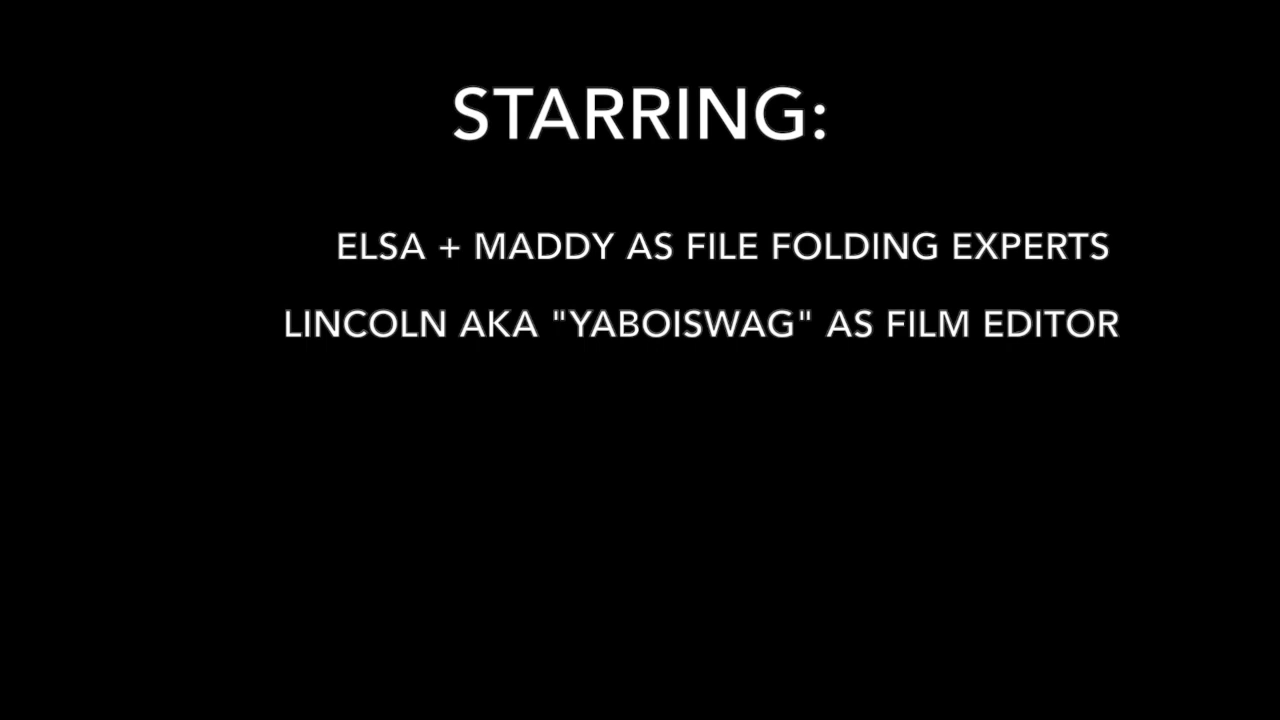 STARRING:
ELSA + MADDY AS FILE FOLDING EXPERTS
LINCOLN AKA "YABOISWAG" AS FILM EDITOR